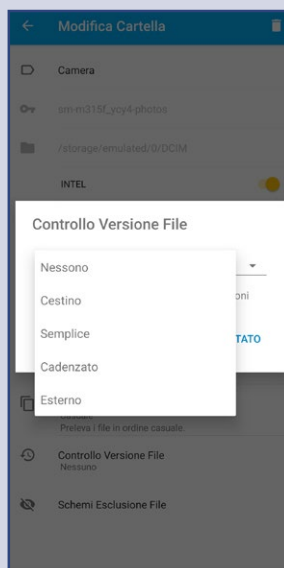 Modifica Cartella
Camera
sm-m315f_ycy4-photos
/storage/emulated/0/DCIM
INTEL
Controllo Versione File
Nessono
Cestino
oni
Semplice
TATO
Cadenzato
Esterno
Preleva i file in ordine casuale.
Controllo Versione File
Nessuno
Schemi Esclusione File